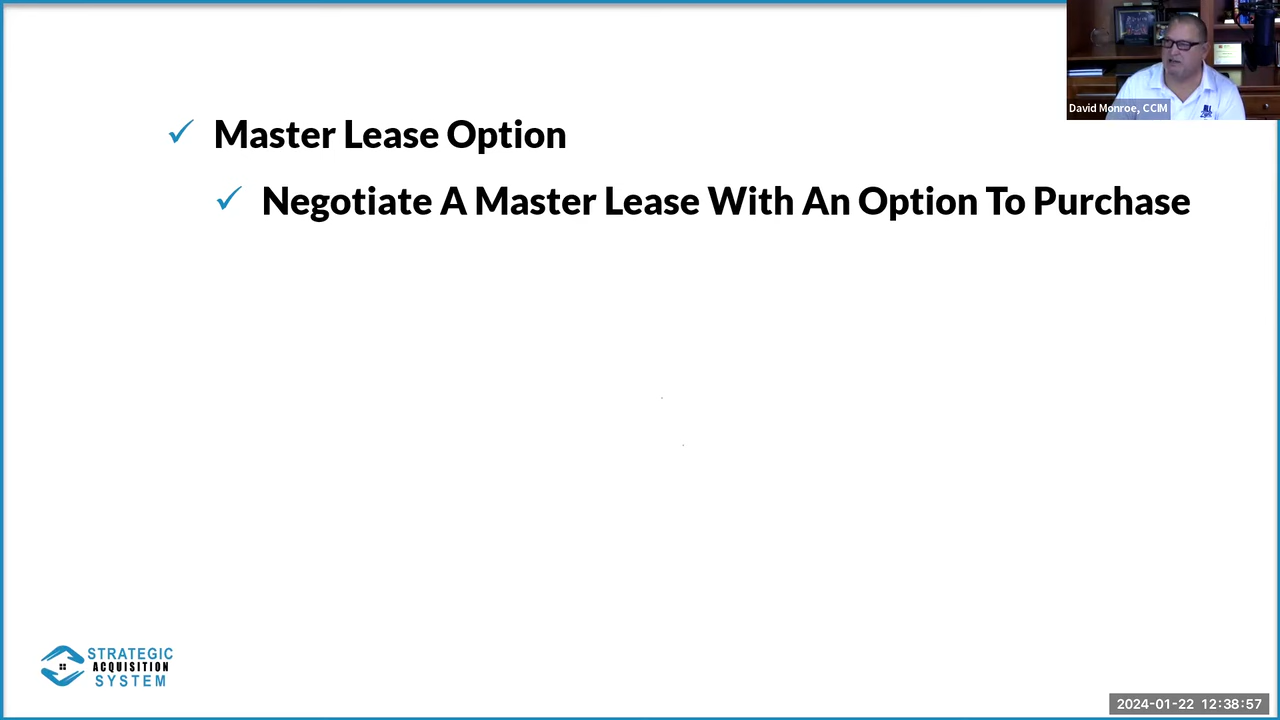 David Monroe, CCIM
Master Lease Option
Negotiate A Master Lease With An Option To Purchase
STRATEGIC
ACQUISITION
SYSTEM
2024-01-22 12:38:57